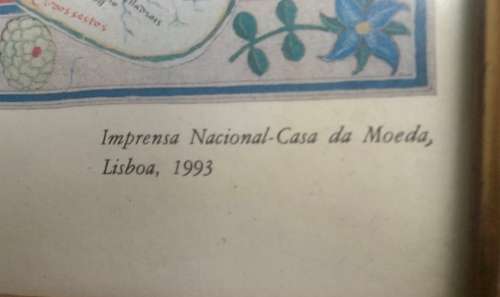 Imprensa Nacional-Casa da Moeda,
Lisboa, 1993